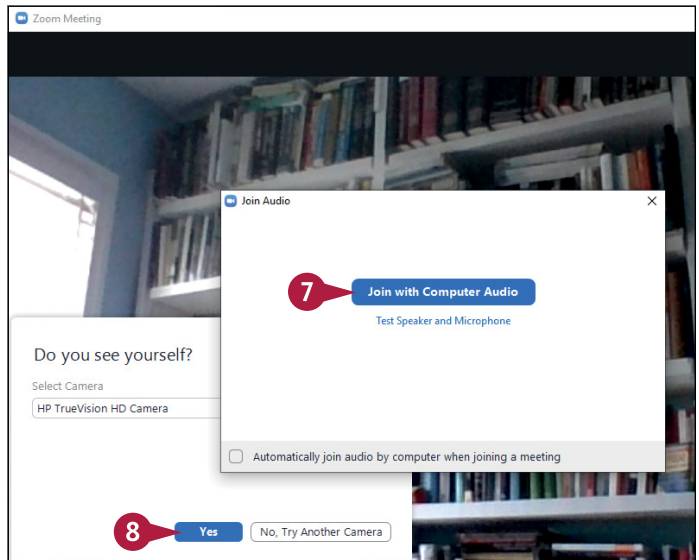 Zoom Meeting
Join Audio
7
Join with Computer Audio
Test Speaker and Microphone
Do you see yourself?
Select Camera
HP TrueVision HD Camera
Automatically join audio by computer when joining a meeting
8
Yes
No, Try Another Camera